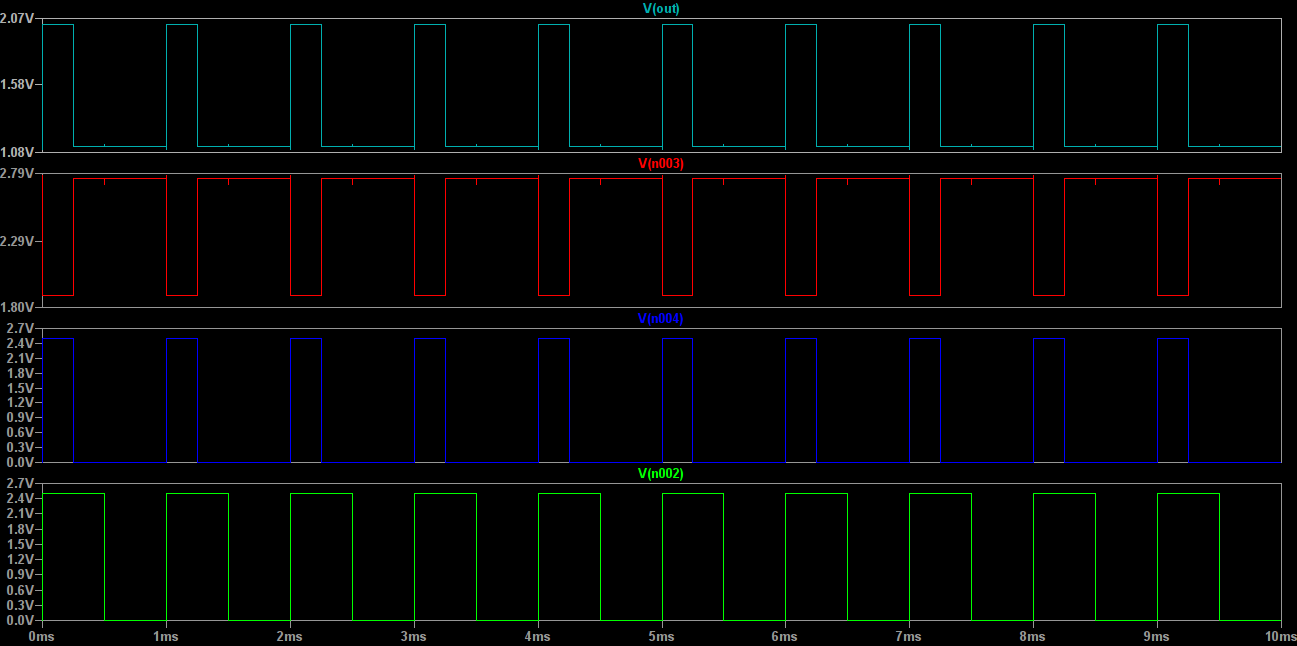 V(out)
2.07V
1.58V
1.08V
V(n003)
2.79V
2.29V
1.80V
V(n004)
2.7V
2.4V
2.1V
1.8V
1.5V
1.2V
0.9V
0.6V
0.3V
0.0V
V(n002)
2.7V
2.4V
2.1V
1.8V
1.5V
1.2V
0.9V
0.6V
0.3V
0.0V
0ms 1ms 2ms 3ms 4ms 5ms 6ms 7ms 8ms 9ms 10ms